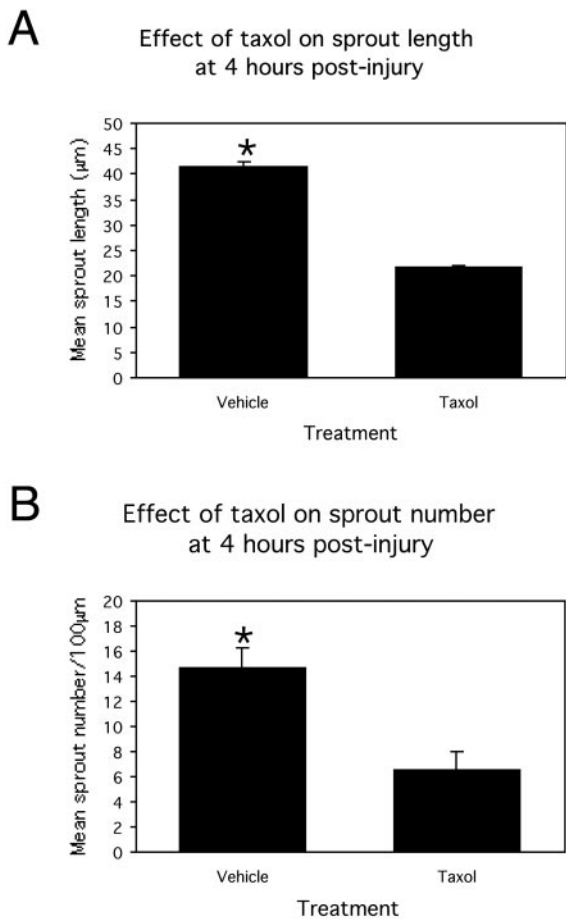 A
Effect of taxol on sprout length
at 4 hours post-injury
Mean sprout length (μm)
50
45
40
35
30
25
20
15
10
5
0
*
Vehicle
Taxol
Treatment
B
Effect of taxol on sprout number
at 4 hours post-injury
Mean sprout number/100μm
20
18
16
14
12
10
8
6
4
2
0
*
Vehicle
Taxol
Treatment